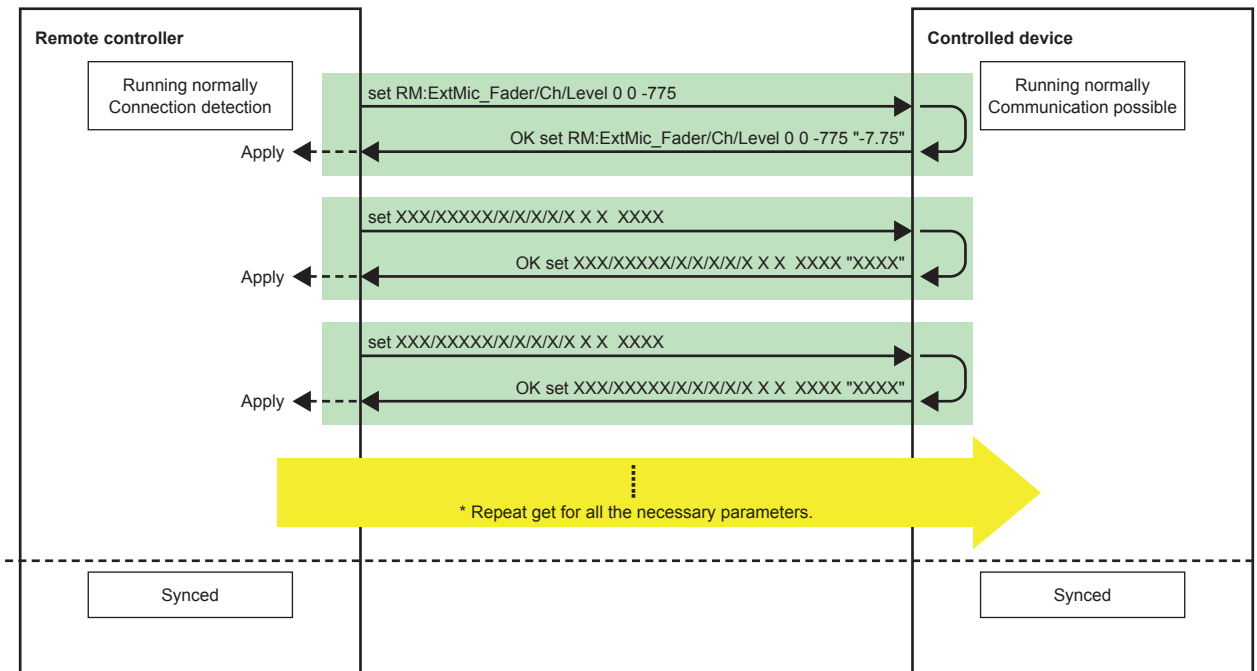 Remote controller
Controlled device
Running normally
Connection detection
Running normally
Communication possible
set RM:ExtMic_Fader/Ch/Level 0 0 -775
OK set RM:ExtMic_Fader/Ch/Level 0 0 -775 "-7.75"
Apply
set XXX/XXXXX/X/X/X/X/X X X  XXXX
OK set XXX/XXXXX/X/X/X/X/X X X  XXXX "XXXX"
Apply
set XXX/XXXXX/X/X/X/X/X X X  XXXX
OK set XXX/XXXXX/X/X/X/X/X X X  XXXX "XXXX"
Apply
* Repeat get for all the necessary parameters.
Synced
Synced